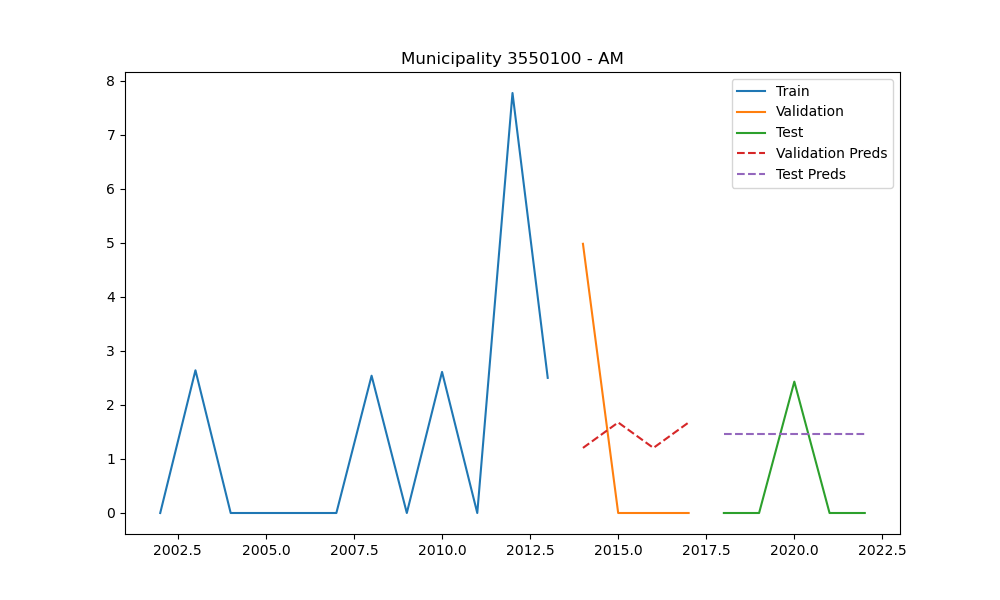 Municipality 3550100 - AM
8
7
6
5
4
3
2
1
0
Train
Validation
Test
Validation Preds
Test Preds
2002.5 2005.0 2007.5 2010.0 2012.5 2015.0 2017.5 2020.0 2022.5